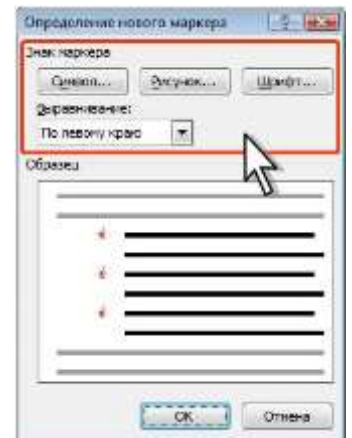 Определение нового маркера
Знак маркера
Символ... Рисунок... Шрифт...
Выравнивание:
По левому краю
Образец
ОК Отмена